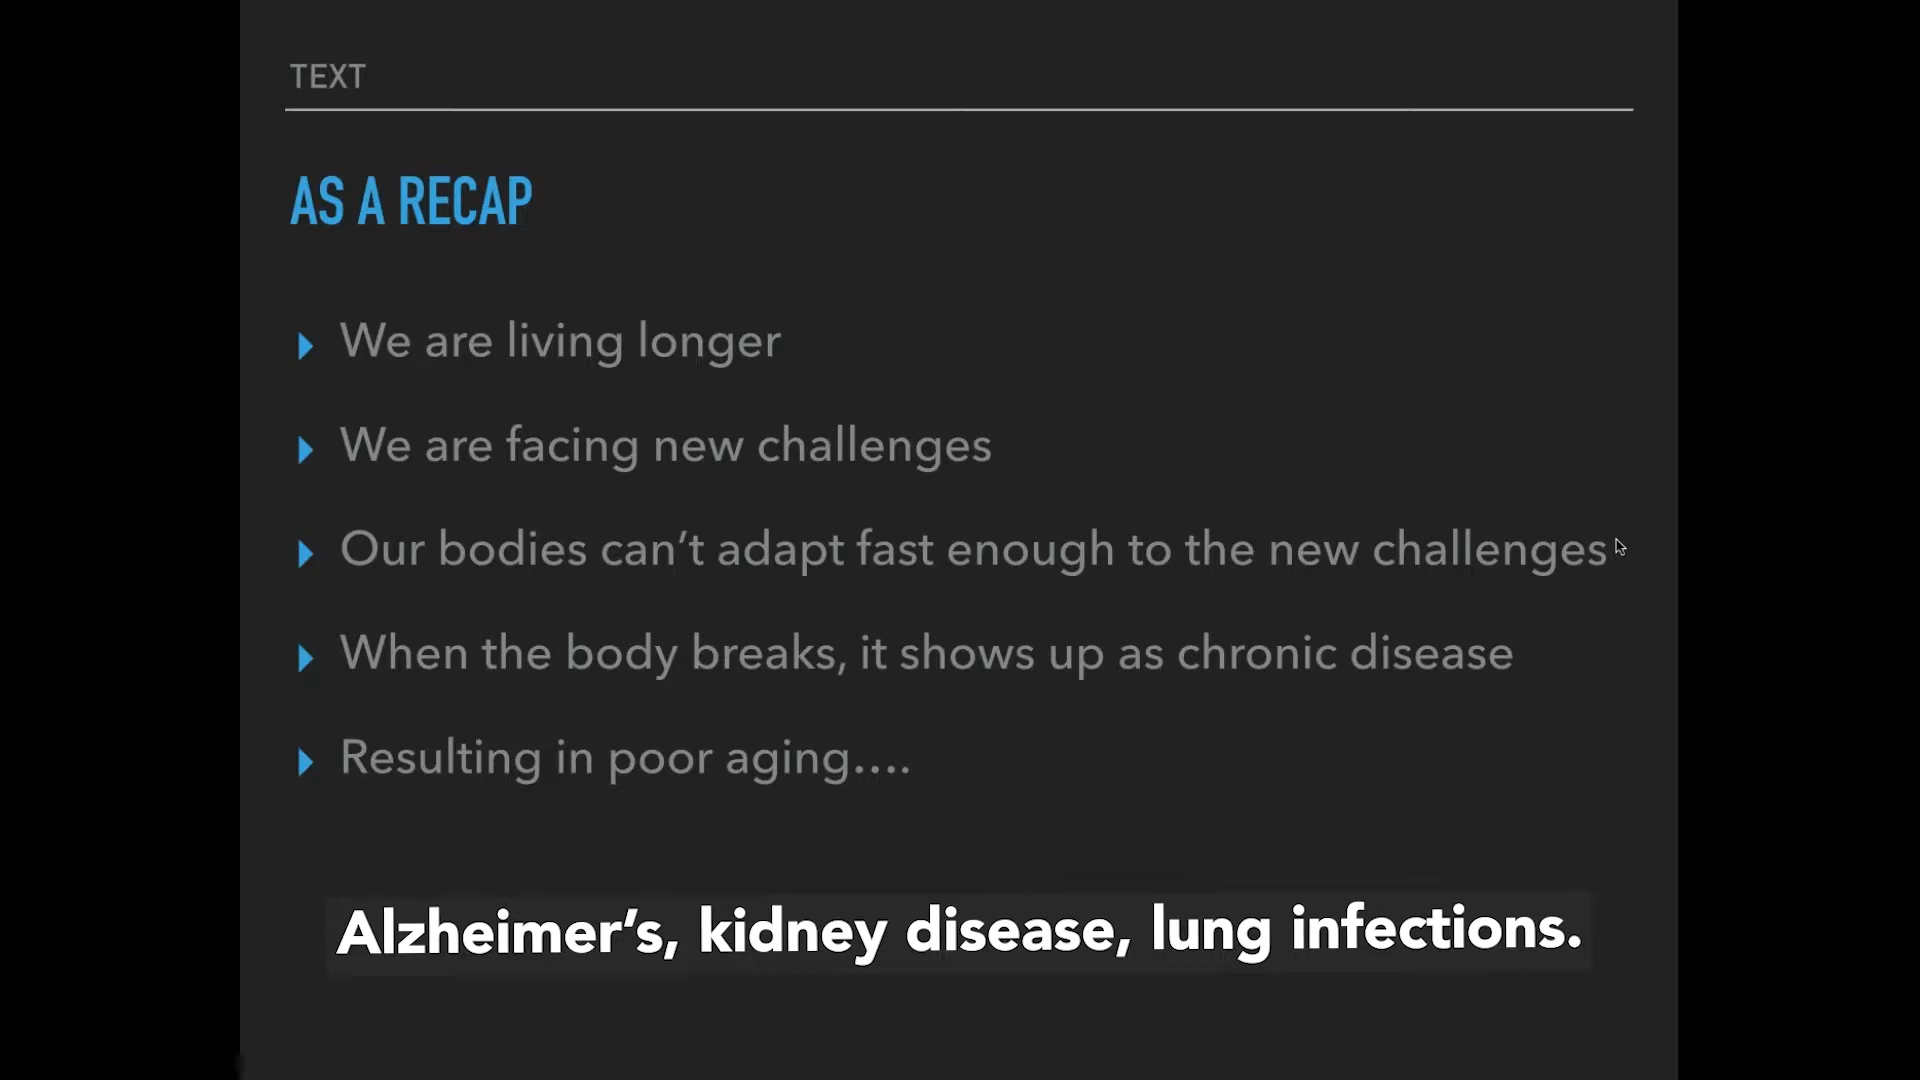 TEXT
AS A RECAP
We are living longer
We are facing new challenges
Our bodies can’t adapt fast enough to the new challenges
When the body breaks, it shows up as chronic disease
Resulting in poor aging....
Alzheimer’s, kidney disease, lung infections.